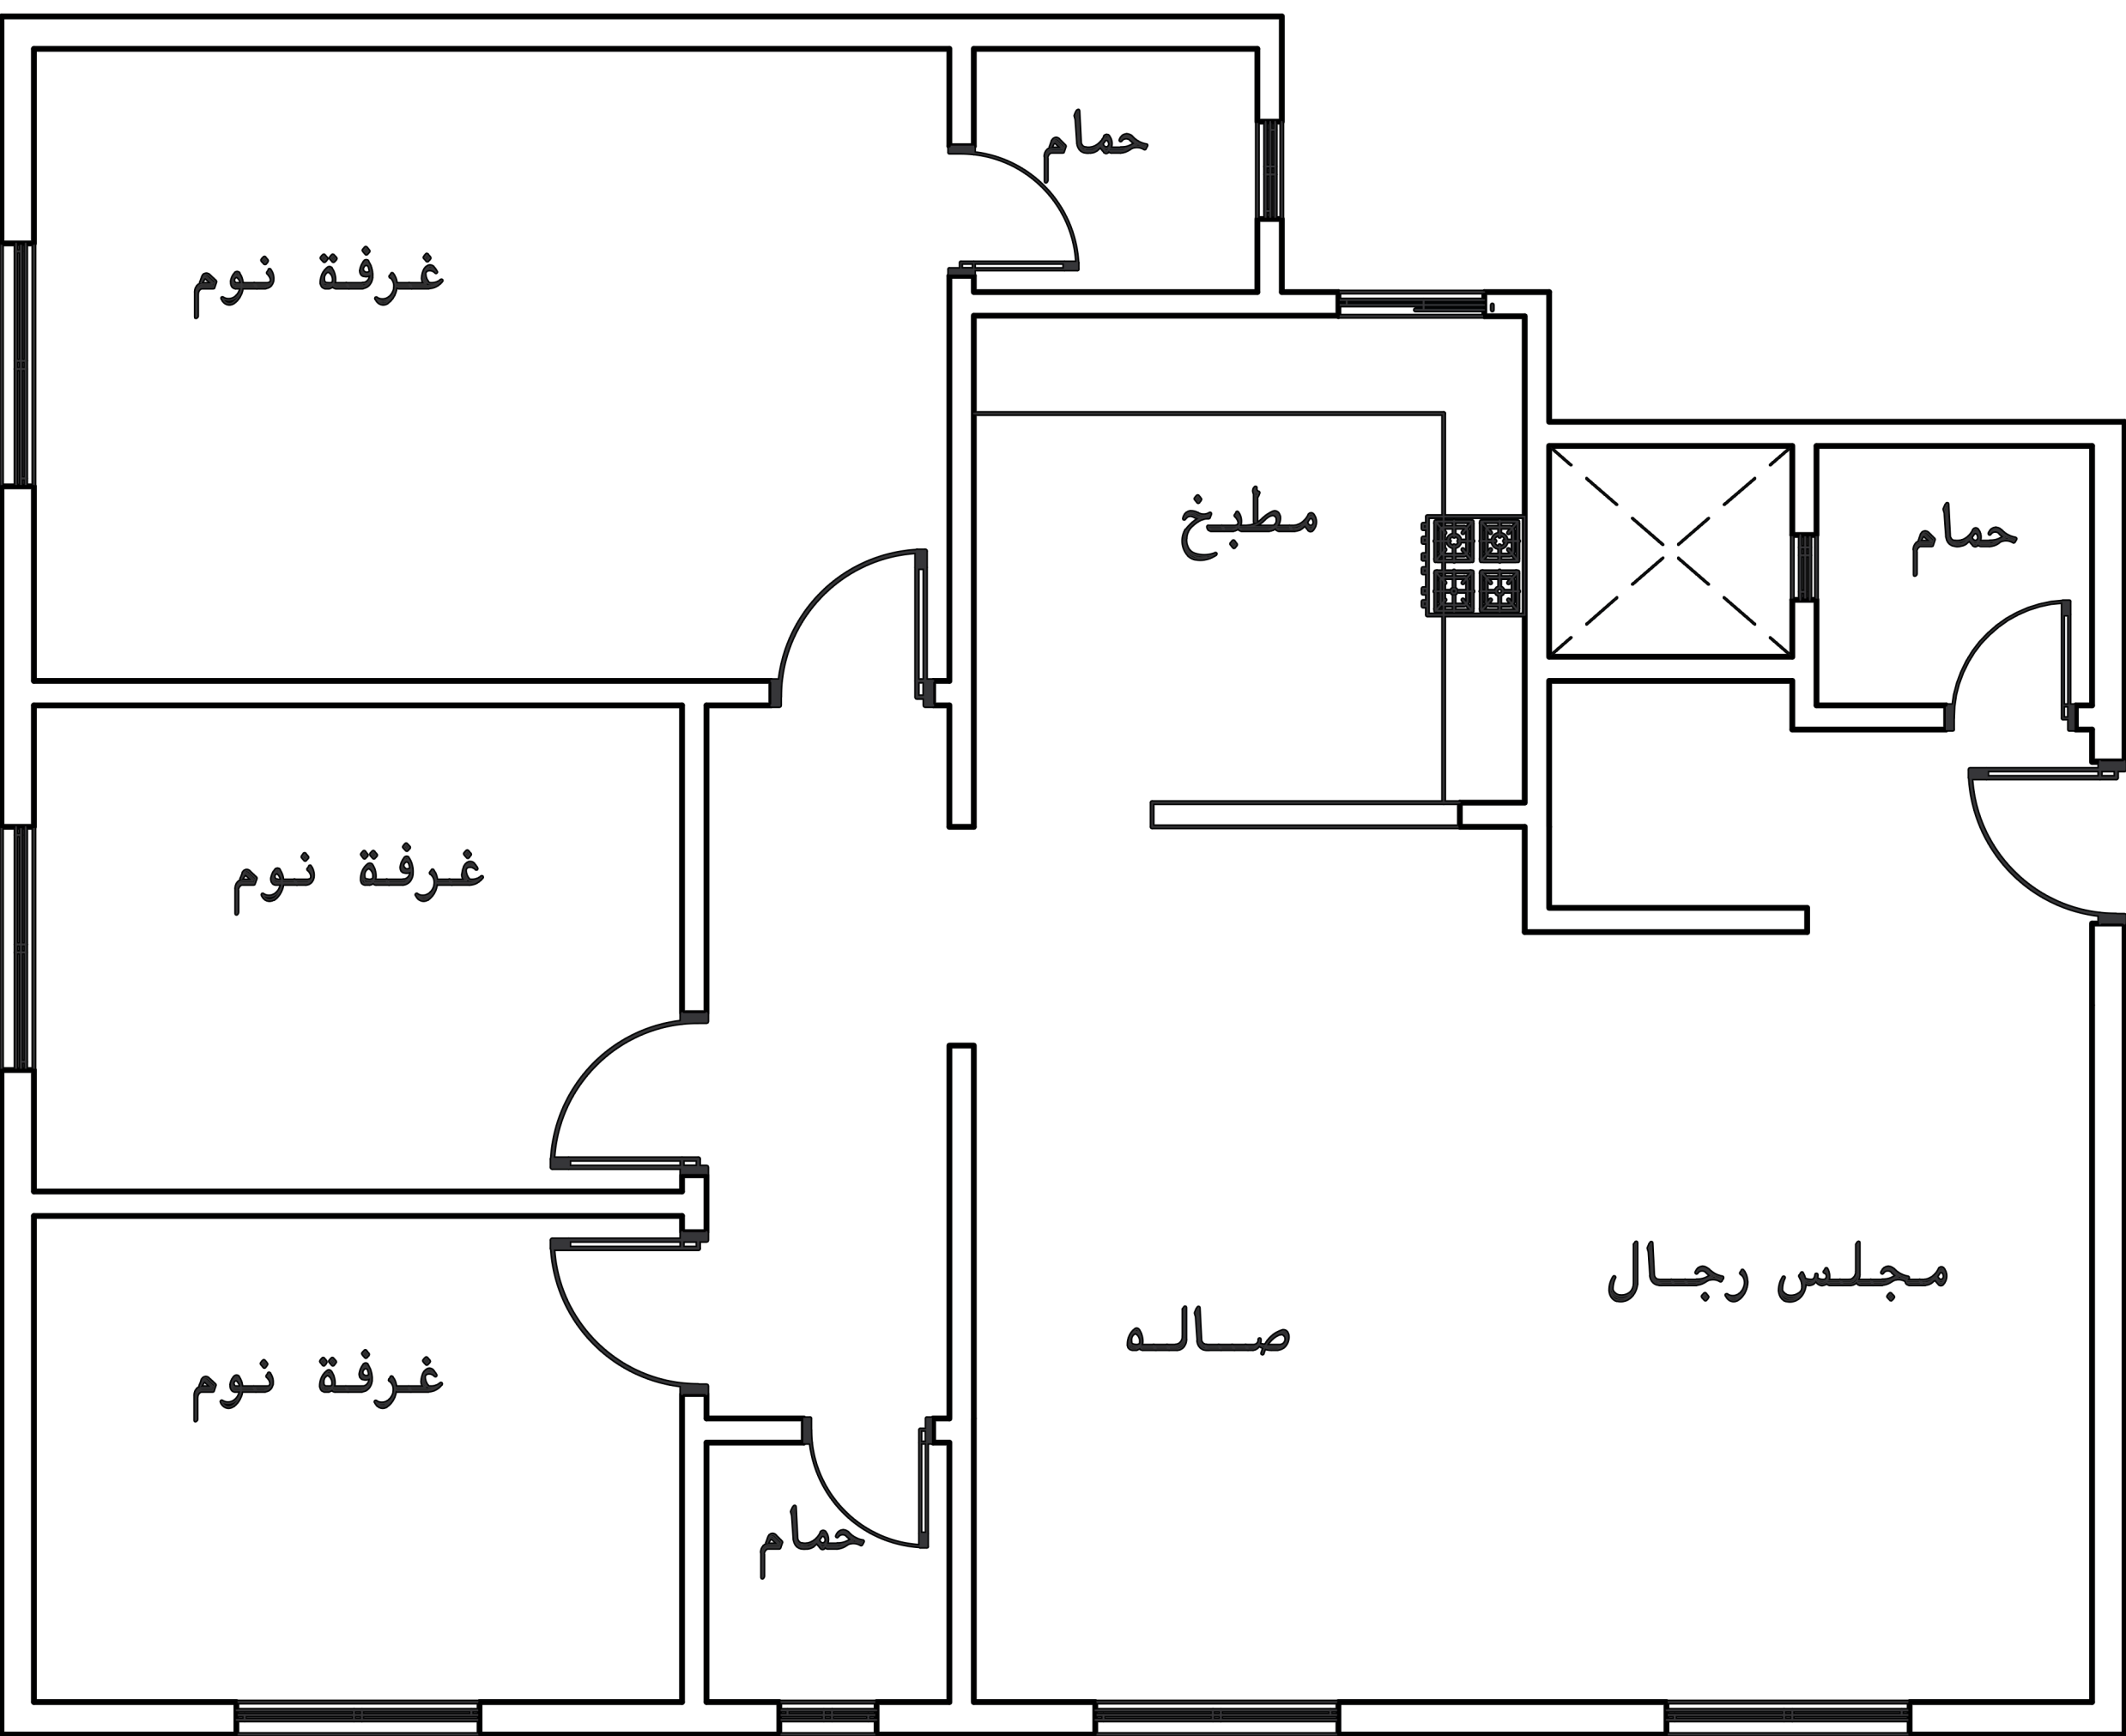 حمام
غرفة نوم
مطبخ
حمام
غرفة نوم
مجلس رجال
صاله
غرفة نوم
حمام